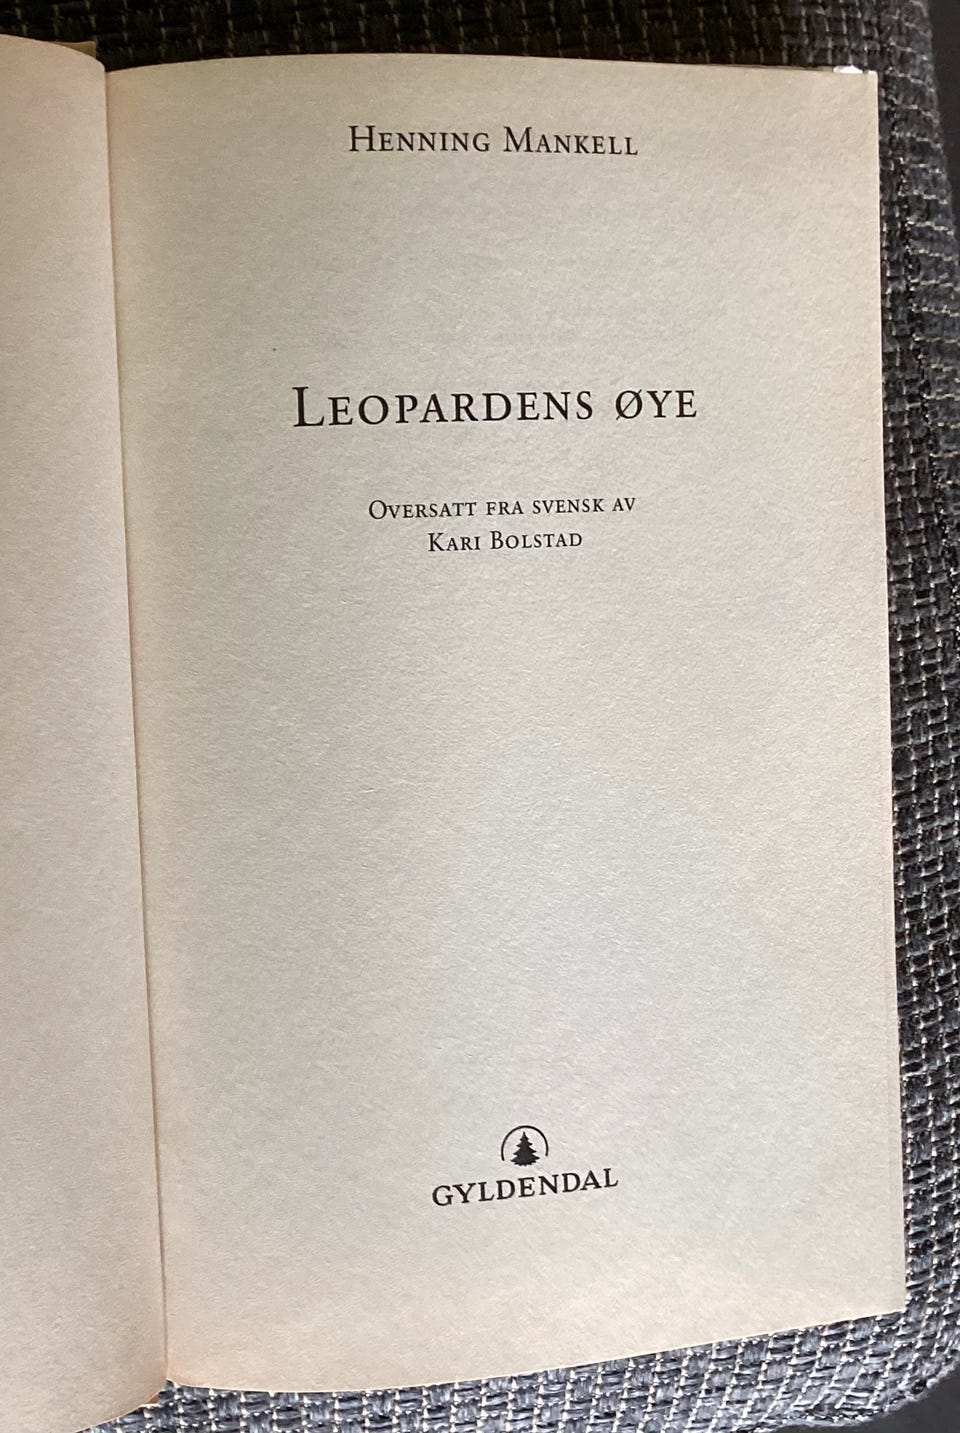 Henning Mankell
Leopardens øye
Oversatt fra svensk av
Kari Bolstad
GYLDENDAL